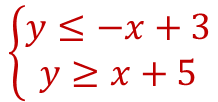 y ≤ −x + 3
y ≥ x + 5